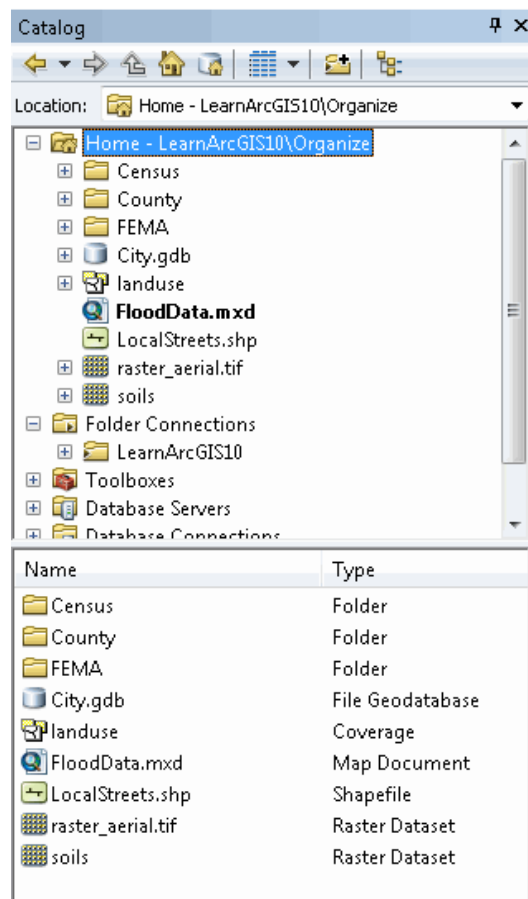 Catalog
Location: Home - LearnArcGIS10\Organize
Home - LearnArcGIS10\Organize
Census
County
FEMA
City.gdb
landuse
FloodData.mxd
LocalStreets.shp
raster_aerial.tif
soils
Folder Connections
LearnArcGIS10
Toolboxes
Database Servers
Database Connections
Name Type
Census Folder
County Folder
FEMA Folder
City.gdb File Geodatabase
landuse Coverage
FloodData.mxd Map Document
LocalStreets.shp Shapefile
raster_aerial.tif Raster Dataset
soils Raster Dataset